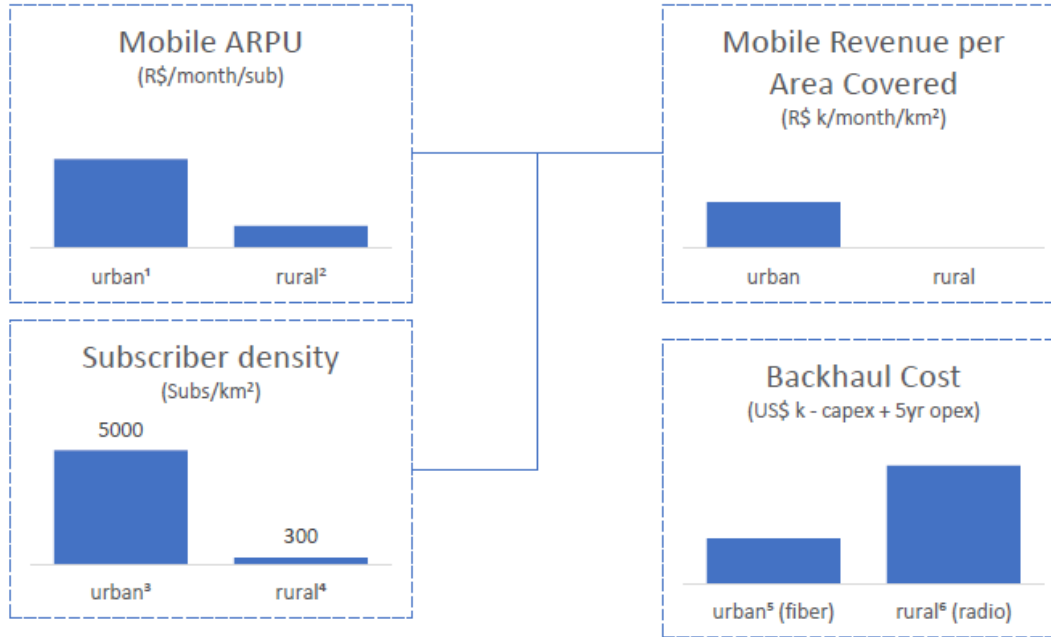 Mobile ARPU
(R$/month/sub)
urban¹
rural²
Mobile Revenue per
Area Covered
(R$ k/month/km²)
urban
rural
Subscriber density
(Subs/km²)
5000
300
urban³
rural⁴
Backhaul Cost
(US$ k - capex + 5yr opex)
urban⁵ (fiber)
rural⁶ (radio)